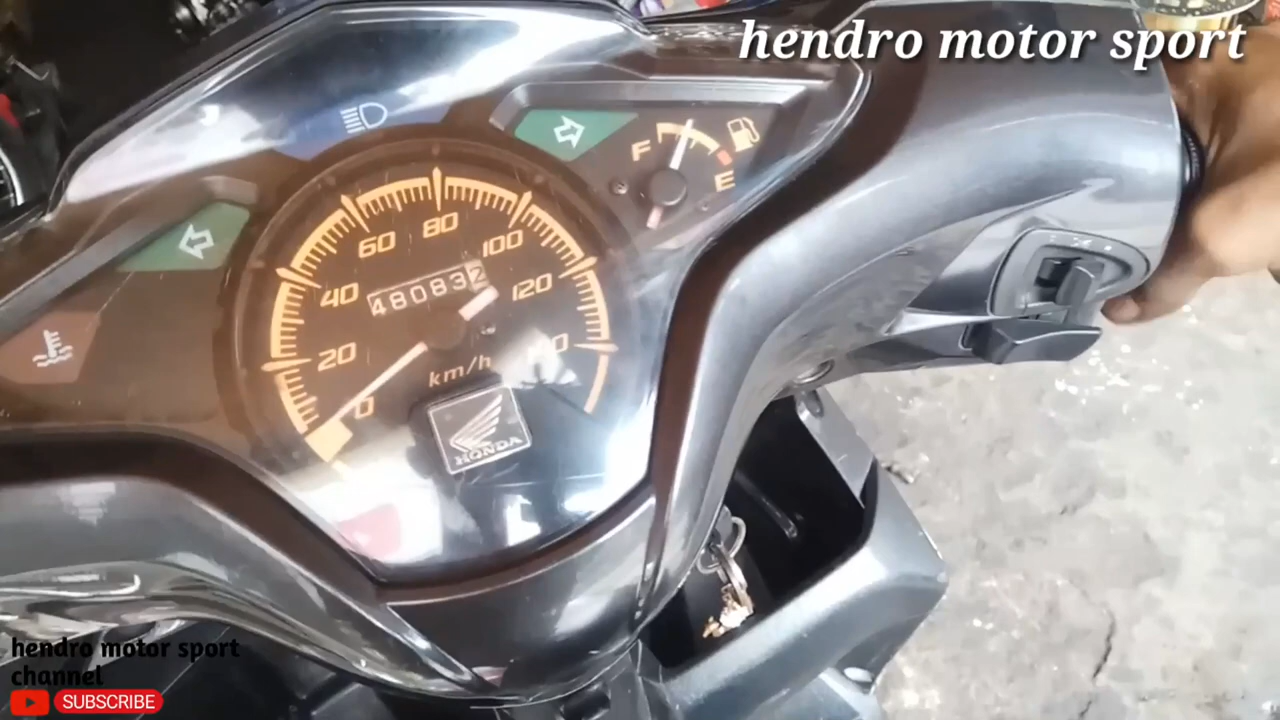 hendro motor sport
F
E
60 80 100
40 120
480832
20
km/h
0
HONDA
hendro motor sport
channel
SUBSCRIBE